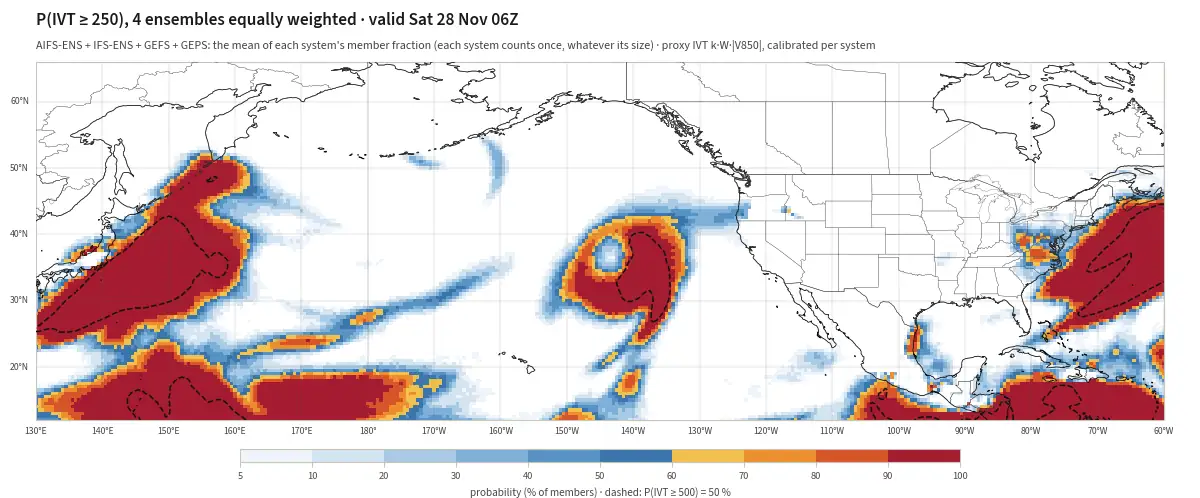 P(IVT ≥ 250), 4 ensembles equally weighted · valid Sat 28 Nov 06Z
AIFS-ENS + IFS-ENS + GEFS + GEPS: the mean of each system's member fraction (each system counts once, whatever its size) · proxy IVT k·W·|V850|, calibrated per system
60°N
50°N
40°N
30°N
20°N
130°E 140°E 150°E 160°E 170°E 180° 170°W 160°W 150°W 140°W 130°W 120°W 110°W 100°W 90°W 80°W 70°W 60°W
5 10 20 30 40 50 60 70 80 90 100
probability (% of members) · dashed: P(IVT ≥ 500) = 50 %